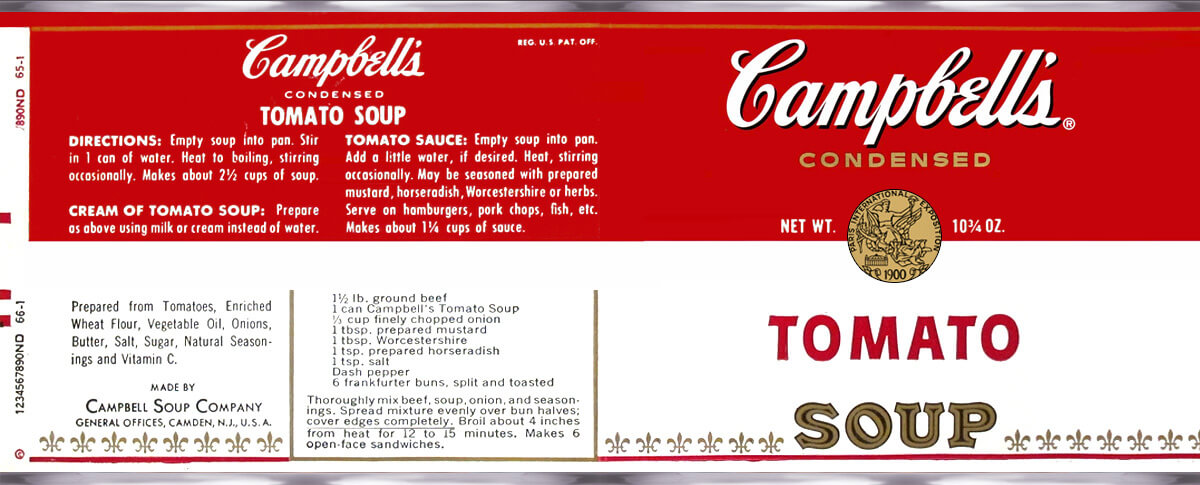 7890ND 65-1
Campbell's
REG. U.S. PAT. OFF.
CONDENSED
TOMATO SOUP
DIRECTIONS: Empty soup into pan. Stir
in 1 can of water. Heat to boiling, stirring
occasionally. Makes about 2½ cups of soup.
CREAM OF TOMATO SOUP: Prepare
as above using milk or cream instead of water.
TOMATO SAUCE: Empty soup into pan.
Add a little water, if desired. Heat, stirring
occasionally. May be seasoned with prepared
mustard, horseradish, Worcestershire or herbs.
Serve on hamburgers, pork chops, fish, etc.
Makes about 1¼ cups of sauce.
1234567890ND 66-1
©
Prepared from Tomatoes, Enriched
Wheat Flour, Vegetable Oil, Onions,
Butter, Salt, Sugar, Natural Season-
ings and Vitamin C.
MADE BY
CAMPBELL SOUP COMPANY
GENERAL OFFICES, CAMDEN, N.J., U.S.A.
1½ lb. ground beef
1 can Campbell's Tomato Soup
⅓ cup finely chopped onion
1 tbsp. prepared mustard
1 tbsp. Worcestershire
1 tsp. prepared horseradish
1 tsp. salt
Dash pepper
6 frankfurter buns, split and toasted
Thoroughly mix beef, soup, onion, and season-
ings. Spread mixture evenly over bun halves;
cover edges completely. Broil about 4 inches
from heat for 12 to 15 minutes. Makes 6
open-face sandwiches.
Campbell's®
CONDENSED
NET WT. 10¾ OZ.
PARIS INTERNATIONAL EXPOSITION
1900
TOMATO
SOUP